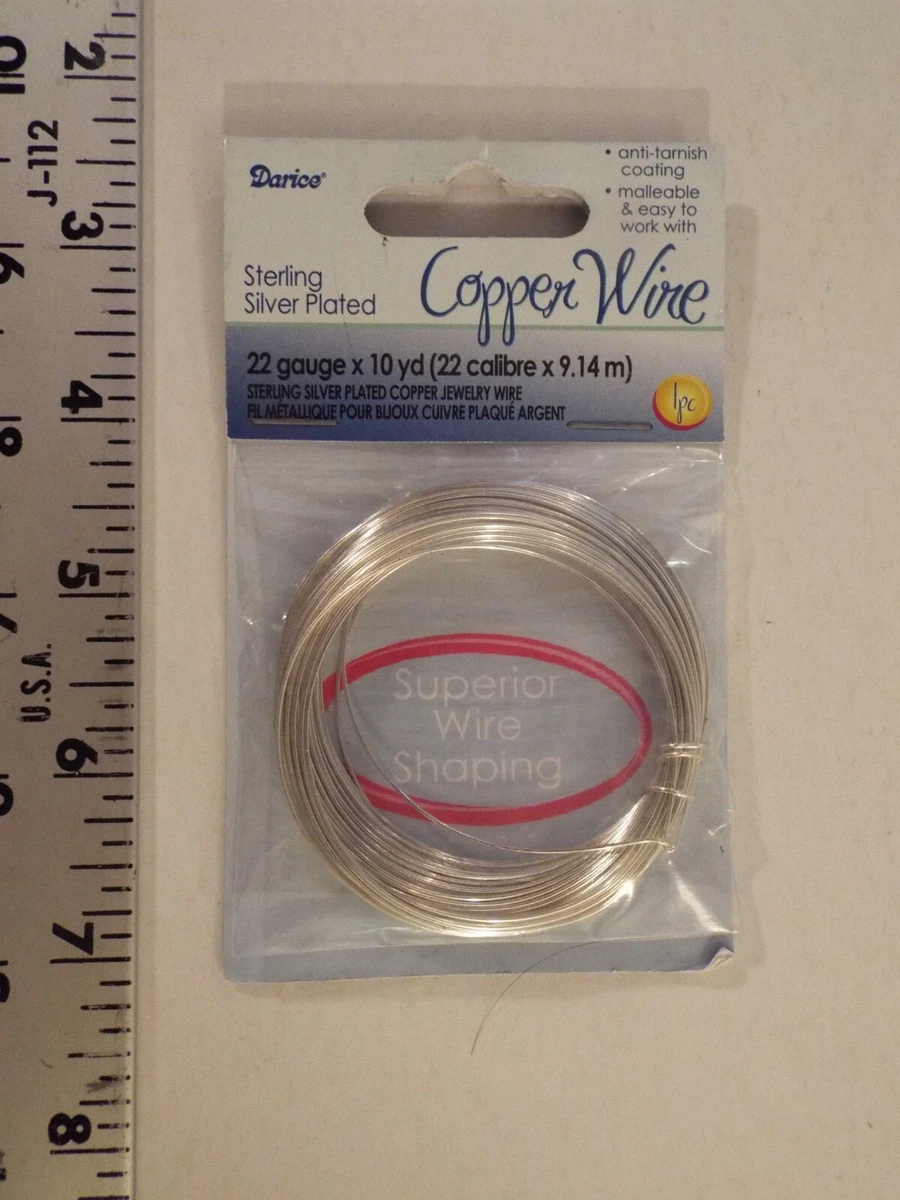 2
J-112
3
4
5
U.S.A.
6
7
8
Darice®
• anti-tarnish
coating
• malleable
& easy to
work with
Sterling
Silver Plated
Copper Wire
22 gauge x 10 yd (22 calibre x 9.14 m)
STERLING SILVER PLATED COPPER JEWELRY WIRE
FIL MÉTALLIQUE POUR BIJOUX CUIVRE PLAQUÉ ARGENT
1pc
Superior
Wire
Shaping